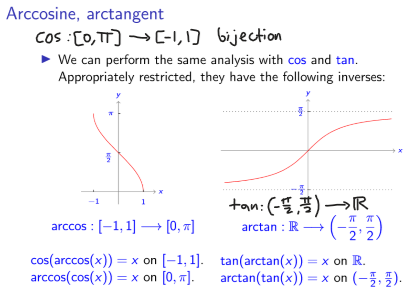 Arccosine, arctangent
cos : [0, π] → [-1, 1] bijection
▶ We can perform the same analysis with cos and tan.
Appropriately restricted, they have the following inverses:
y
π
π/2
-1
1
x
y
π/2
x
-π/2
tan: (-π/2, π/2) → ℝ
arccos : [−1, 1] ⟶ [0, π]
arctan : ℝ ⟶ (−π/2, π/2)
cos(arccos(x)) = x on [−1, 1].
arccos(cos(x)) = x on [0, π].
tan(arctan(x)) = x on ℝ.
arctan(tan(x)) = x on (−π/2, π/2).